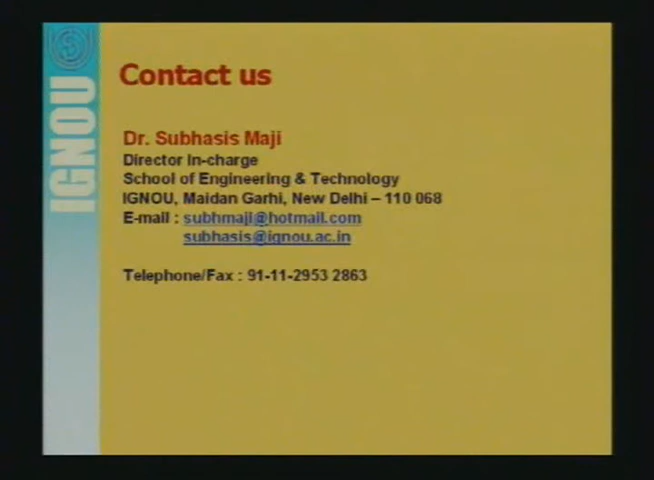 IGNOU
Contact us
Dr. Subhasis Maji
Director In-charge
School of Engineering & Technology
IGNOU, Maidan Garhi, New Delhi – 110 068
E-mail : subhmaji@hotmail.com
subhasis@ignou.ac.in
Telephone/Fax : 91-11-2953 2863